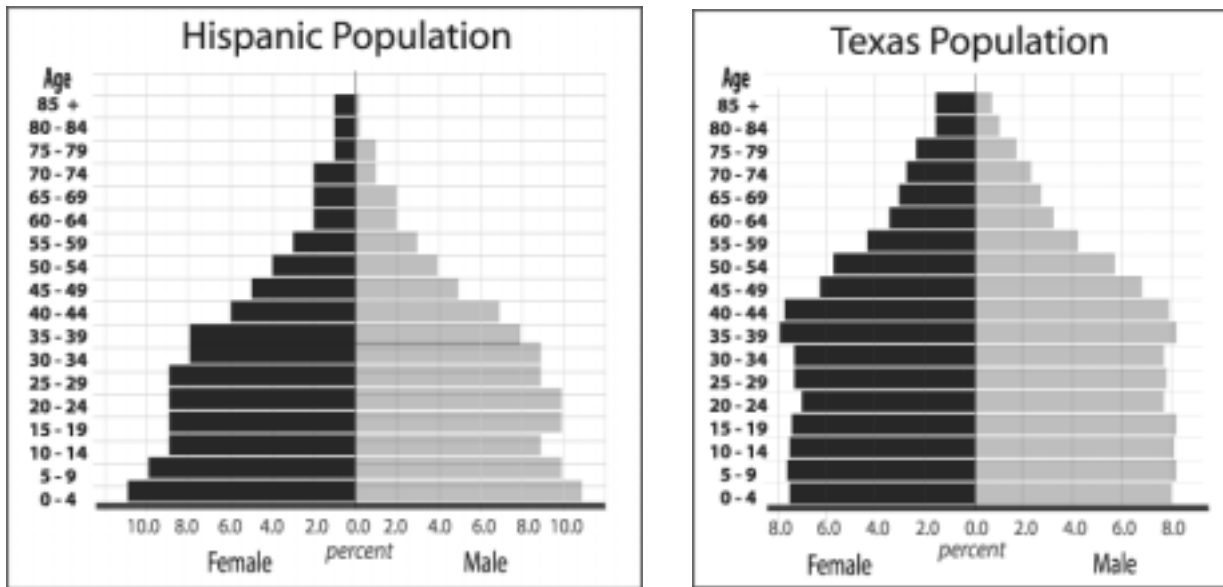 Hispanic Population
Age
85 +
80 - 84
75 - 79
70 - 74
65 - 69
60 - 64
55 - 59
50 - 54
45 - 49
40 - 44
35 - 39
30 - 34
25 - 29
20 - 24
15 - 19
10 - 14
5 - 9
0 - 4
10.0 8.0 6.0 4.0 2.0 0.0 2.0 4.0 6.0 8.0 10.0
Female percent Male
Texas Population
Age
85 +
80 - 84
75 - 79
70 - 74
65 - 69
60 - 64
55 - 59
50 - 54
45 - 49
40 - 44
35 - 39
30 - 34
25 - 29
20 - 24
15 - 19
10 - 14
5 - 9
0 - 4
8.0 6.0 4.0 2.0 0.0 2.0 4.0 6.0 8.0
Female percent Male